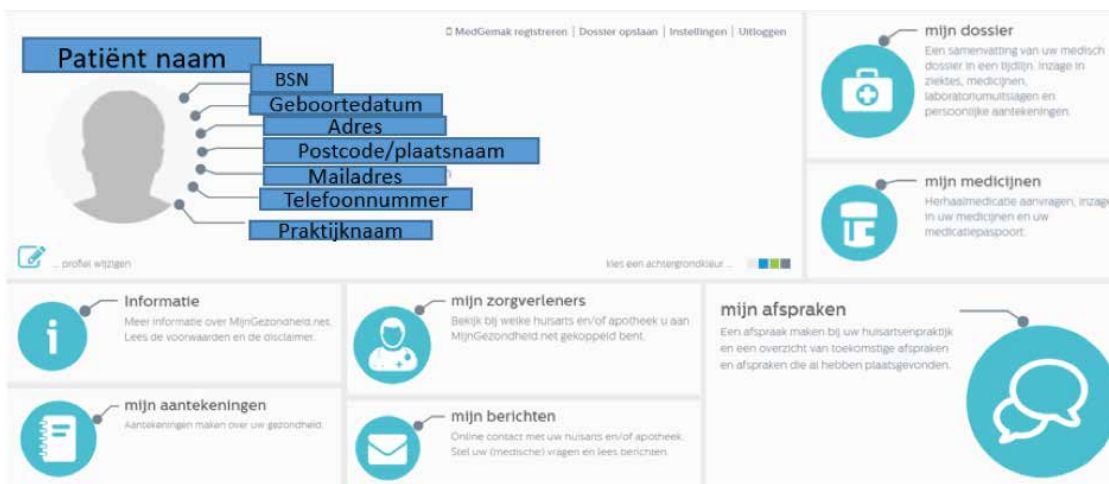 MedGemak registreren | Dossier opslaan | Instellingen | Uitloggen
Patiënt naam
BSN
Geboortedatum
Adres
Postcode/plaatsnaam
Mailadres
Telefoonnummer
Praktijknaam
... profiel wijzigen
kies een achtergrondkleur ...
mijn dossier
Een samenvatting van uw medisch
dossier in een tijdlijn. Inzage in
ziektes, medicijnen,
laboratoriumuitslagen en
persoonlijke aantekeningen.
mijn medicijnen
Herhaalmedicatie aanvragen, inzage
in uw medicijnen en uw
medicatiepaspoort.
Informatie
Meer informatie over MijnGezondheid.net.
Lees de voorwaarden en de disclaimer.
mijn zorgverleners
Bekijk bij welke huisarts en/of apotheek u aan
MijnGezondheid.net gekoppeld bent.
mijn afspraken
Een afspraak maken bij uw huisartsenpraktijk
en een overzicht van toekomstige afspraken
en afspraken die al hebben plaatsgevonden.
mijn aantekeningen
Aantekeningen maken over uw gezondheid.
mijn berichten
Online contact met uw huisarts en/of apotheek.
Stel uw (medische) vragen en lees berichten.